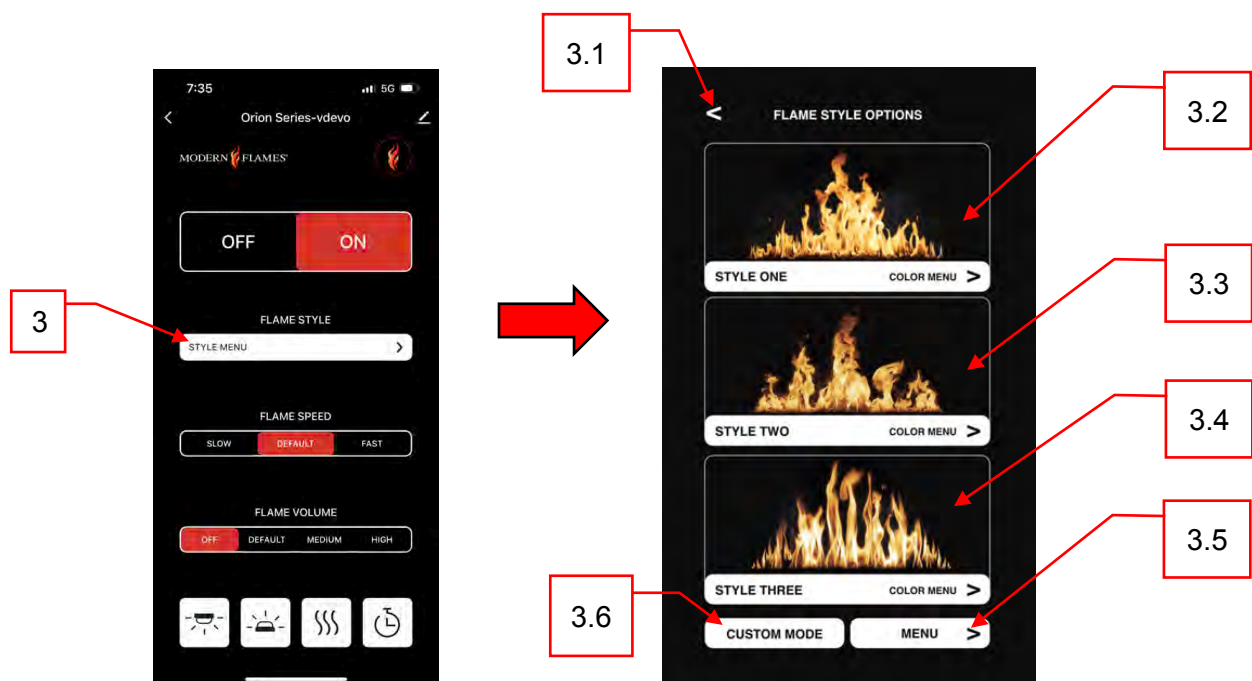 3.1
3.2
3.3
3.4
3.5
3.6
3
7:35
5G
Orion Series-vdevo
MODERN FLAMES
OFF
ON
FLAME STYLE
STYLE MENU
FLAME SPEED
SLOW DEFAULT FAST
FLAME VOLUME
OFF DEFAULT MEDIUM HIGH
< FLAME STYLE OPTIONS
STYLE ONE COLOR MENU >
STYLE TWO COLOR MENU >
STYLE THREE COLOR MENU >
CUSTOM MODE MENU >